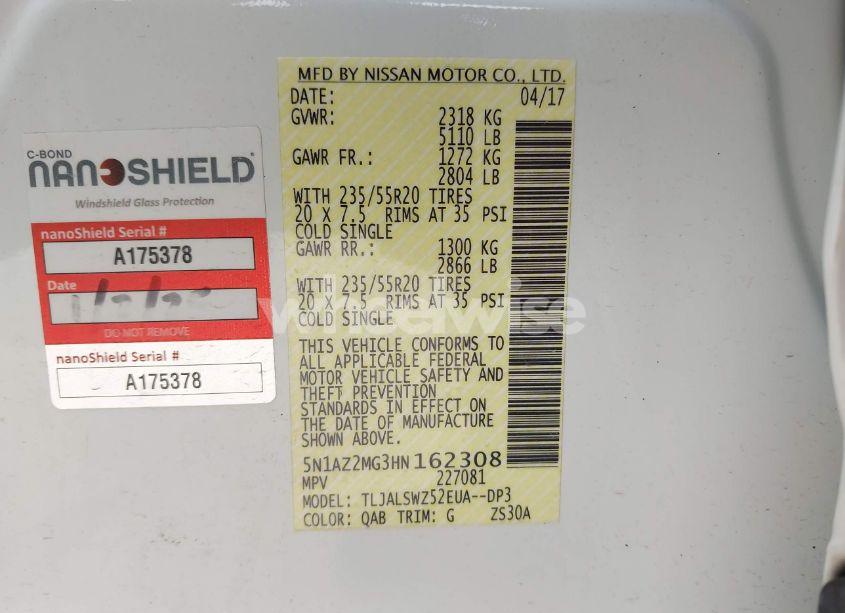 C-BOND
NANOSHIELD®
Windshield Glass Protection
nanoShield Serial #
A175378
Date
DO NOT REMOVE
nanoShield Serial #
A175378
MFD BY NISSAN MOTOR CO., LTD.
DATE: 04/17
GVWR: 2318 KG
5110 LB
GAWR FR.: 1272 KG
2804 LB
WITH 235/55R20 TIRES
20 X 7.5 RIMS AT 35 PSI
COLD SINGLE
GAWR RR.: 1300 KG
2866 LB
WITH 235/55R20 TIRES
20 X 7.5 RIMS AT 35 PSI
COLD SINGLE
THIS VEHICLE CONFORMS TO
ALL APPLICABLE FEDERAL
MOTOR VEHICLE SAFETY AND
THEFT PREVENTION
STANDARDS IN EFFECT ON
THE DATE OF MANUFACTURE
SHOWN ABOVE.
5N1AZ2MG3HN162308
MPV 227081
MODEL: TLJALSWZ52EUA--DP3
COLOR: QAB TRIM: G ZS30A
wheelwise